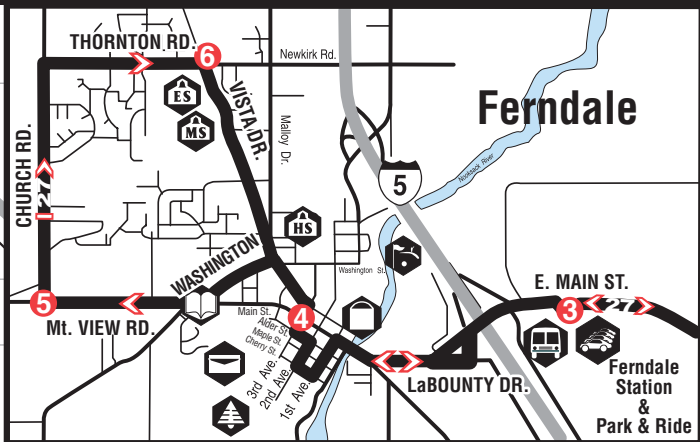 THORNTON RD.
6
Newkirk Rd.
ES
MS
VISTA DR.
Malloy Dr.
Ferndale
Nooksack River
5
CHURCH RD.
27
HS
WASHINGTON
Washington St.
5
Mt. VIEW RD.
Main St.
Alder St.
Maple St.
Cherry St.
4
3rd Ave.
2nd Ave.
1st Ave.
E. MAIN ST.
3
27
LaBOUNTY DR.
Ferndale
Station
&
Park & Ride